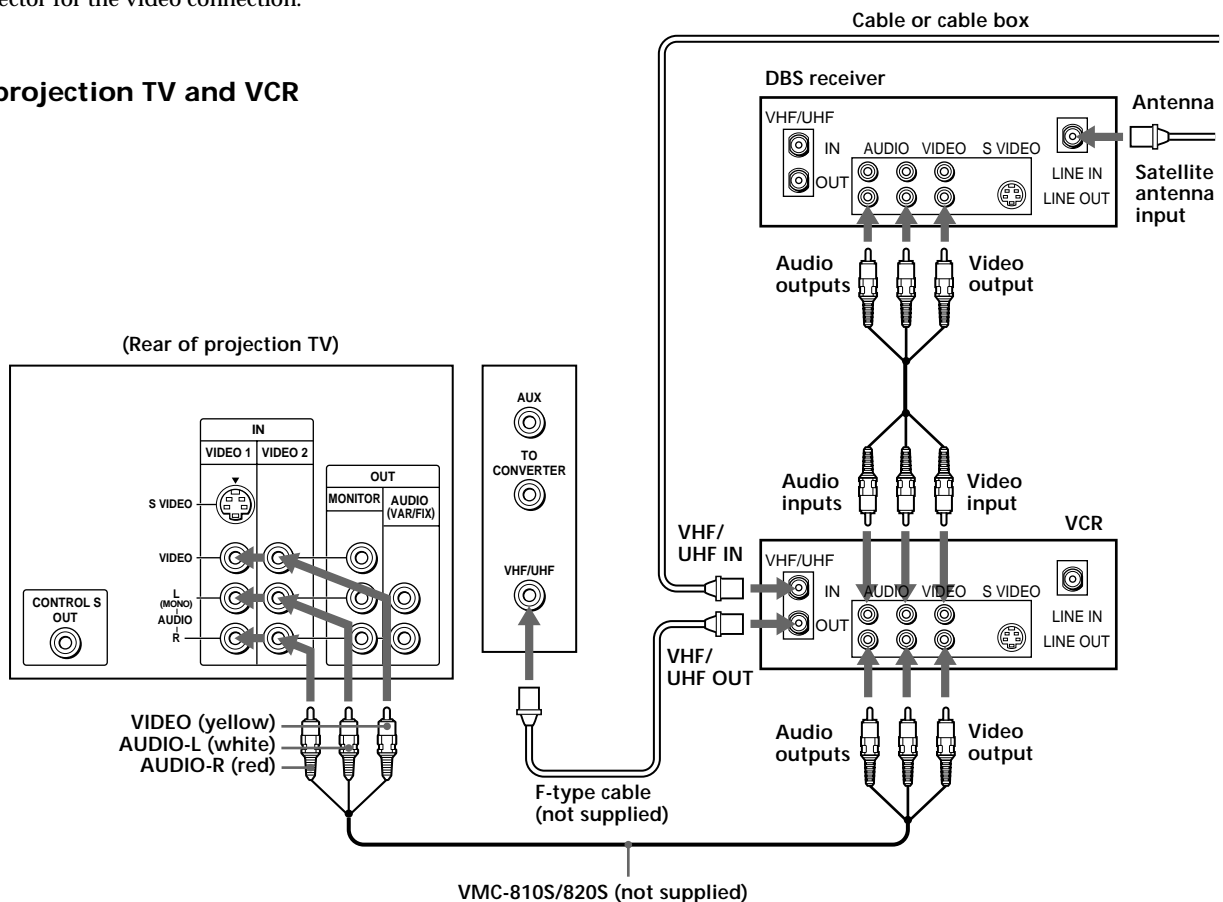 ector for the video connection.
Cable or cable box
projection TV and VCR
DBS receiver
Antenna
VHF/UHF
IN
OUT
AUDIO VIDEO S VIDEO
LINE IN
LINE OUT
Satellite
antenna
input
Audio
outputs
Video
output
(Rear of projection TV)
AUX
TO
CONVERTER
VHF/UHF
IN
VIDEO 1 VIDEO 2
OUT
MONITOR
AUDIO
(VAR/FIX)
S VIDEO
VIDEO
L
(MONO)
AUDIO
R
CONTROL S
OUT
Audio
inputs
Video
input
VCR
VHF/
UHF IN
VHF/UHF
IN
OUT
AUDIO VIDEO S VIDEO
LINE IN
LINE OUT
VHF/
UHF OUT
VIDEO (yellow)
AUDIO-L (white)
AUDIO-R (red)
Audio
outputs
Video
output
F-type cable
(not supplied)
VMC-810S/820S (not supplied)